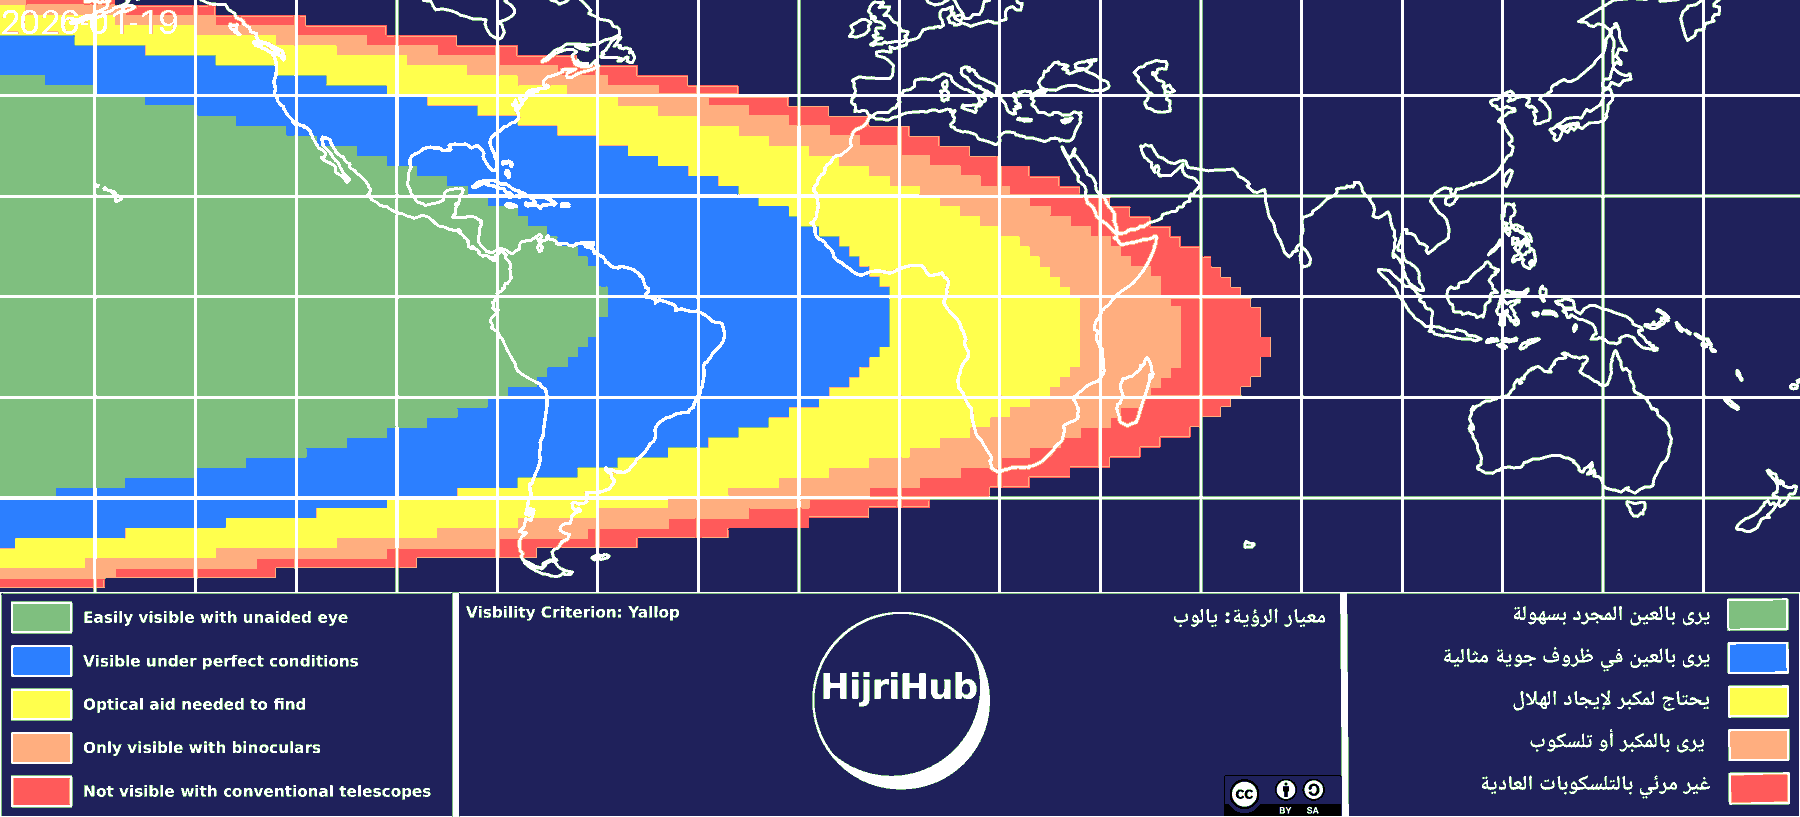 2026-01-19
Easily visible with unaided eye
Visible under perfect conditions
Optical aid needed to find
Only visible with binoculars
Not visible with conventional telescopes
Visbility Criterion: Yallop
معيار الرؤية: يالوب
HijriHub
cc
BY SA
يرى بالعين المجرد بسهولة
يرى بالعين في ظروف جوية مثالية
يحتاج لمكبر لإيجاد الهلال
يرى بالمكبر أو تلسكوب
غير مرئي بالتلسكوبات العادية